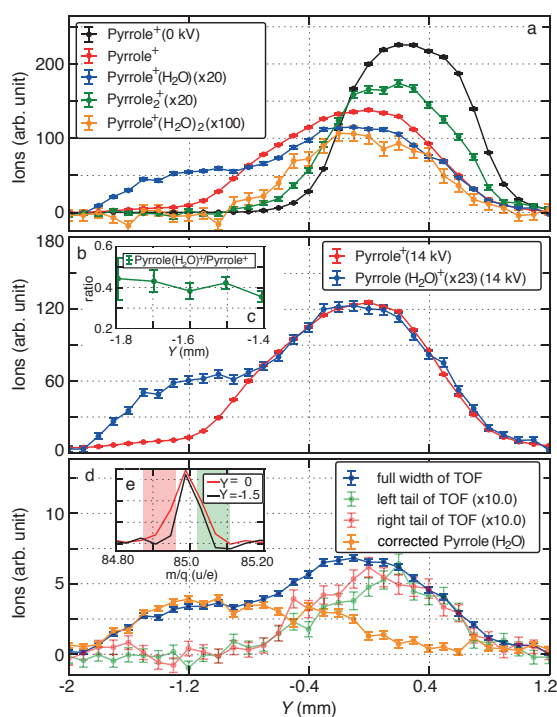 a
Pyrrole+(0 kV)
Pyrrole+
Pyrrole+(H2O)(x20)
Pyrrole2+(x20)
Pyrrole+(H2O)2(x100)
Ions (arb. unit)
200
100
0
b
180
120
60
0
Ions (arb. unit)
Pyrrole+(14 kV)
Pyrrole (H2O)+(x23)(14 kV)
Pyrrole(H2O)+/Pyrrole+
ratio
0.6
0.4
0.2
c
-1.8 -1.6 -1.4
Y (mm)
d
e
Y= 0
Y=-1.5
84.80 85.0 85.20
m/q (u/e)
full width of TOF
left tail of TOF (x10.0)
right tail of TOF (x10.0)
corrected Pyrrole(H2O)
Ions (arb. unit)
10
5
0
-2 -1.2 -0.4 0.4 1.2
Y (mm)